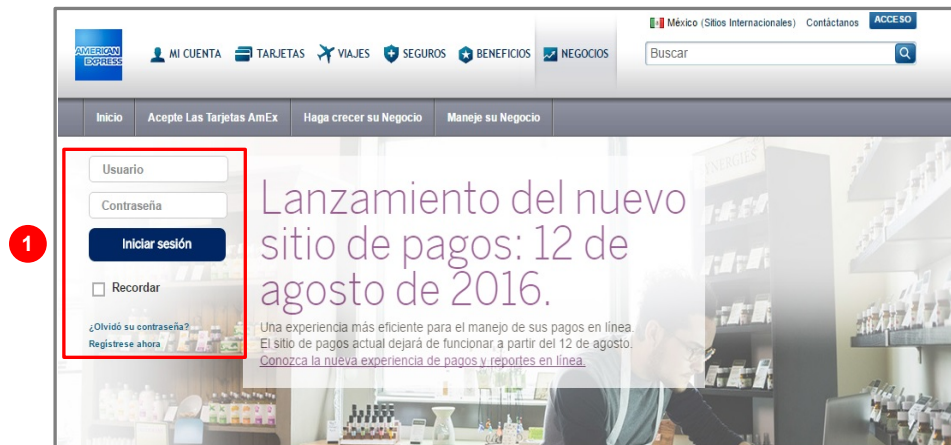 México (Sitios Internacionales) Contáctanos ACCESO
AMERICAN EXPRESS
MI CUENTA TARJETAS VIAJES SEGUROS BENEFICIOS NEGOCIOS Buscar
Inicio Acepte Las Tarjetas AmEx Haga crecer su Negocio Maneje su Negocio
Usuario
Contraseña
Iniciar sesión
Recordar
¿Olvidó su contraseña?
Regístrese ahora
1
Lanzamiento del nuevo
sitio de pagos: 12 de
agosto de 2016.
Una experiencia más eficiente para el manejo de sus pagos en línea.
El sitio de pagos actual dejará de funcionar a partir del 12 de agosto.
Conozca la nueva experiencia de pagos y reportes en línea.
ENERGIES